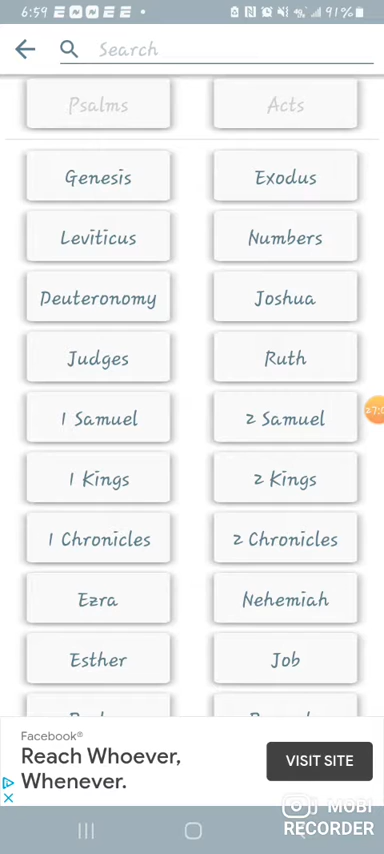 6:59 91%
Search
Psalms Acts
Genesis Exodus
Leviticus Numbers
Deuteronomy Joshua
Judges Ruth
1 Samuel 2 Samuel
1 Kings 2 Kings
1 Chronicles 2 Chronicles
Ezra Nehemiah
Esther Job
Facebook®
Reach Whoever,
Whenever.
VISIT SITE
MOBI
RECORDER